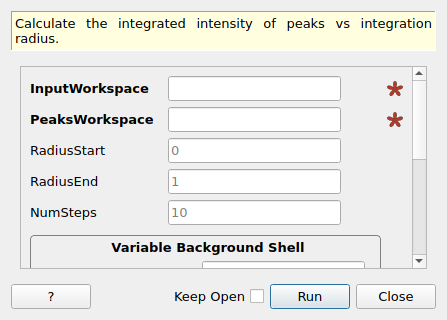 Calculate the integrated intensity of peaks vs integration
radius.
InputWorkspace
PeaksWorkspace
RadiusStart 0
RadiusEnd 1
NumSteps 10
Variable Background Shell
? Keep Open Run Close